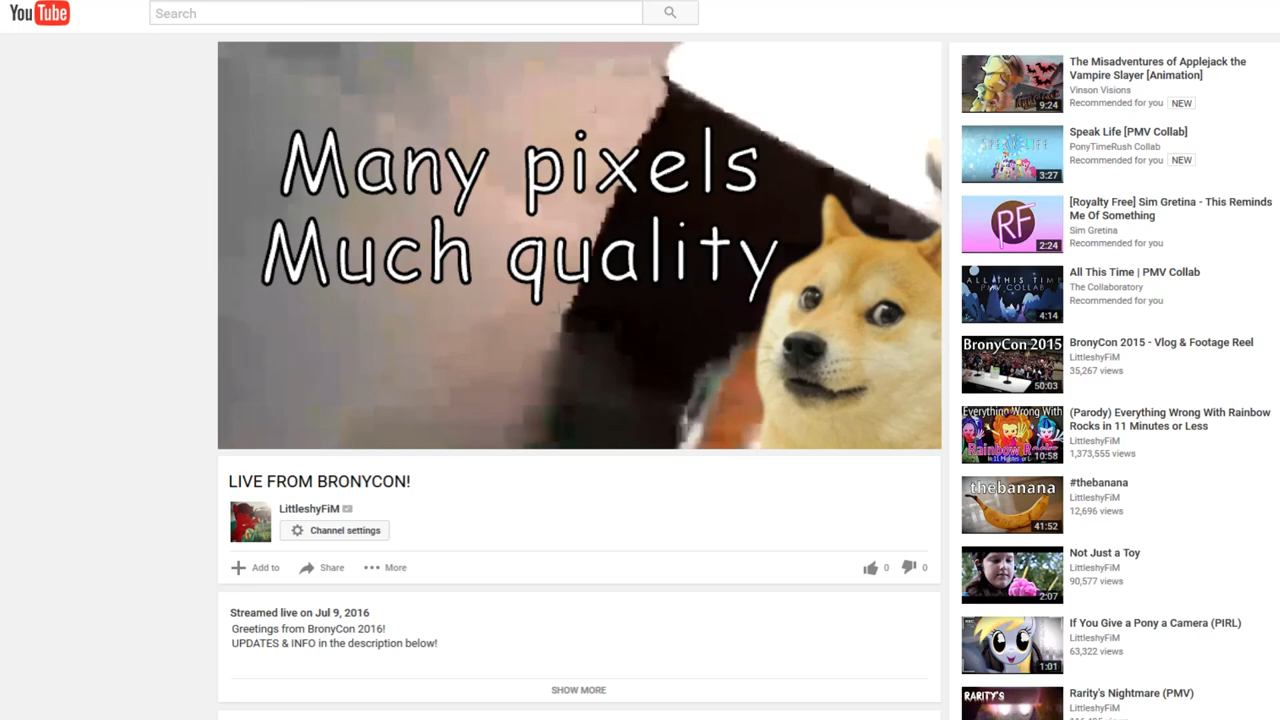 YouTube
Search
Many pixels
Much quality
LIVE FROM BRONYCON!
LittleshyFiM
Channel settings
Add to
Share
More
0
0
Streamed live on Jul 9, 2016
Greetings from BronyCon 2016!
UPDATES & INFO in the description below!
SHOW MORE
9:24
The Misadventures of Applejack the
Vampire Slayer [Animation]
Vinson Visions
Recommended for you NEW
SPEAK LIFE
3:27
Speak Life [PMV Collab]
PonyTimeRush Collab
Recommended for you NEW
RF
2:24
[Royalty Free] Sim Gretina - This Reminds
Me Of Something
Sim Gretina
Recommended for you
ALL THIS TIME
PMV COLLAB
4:14
All This Time | PMV Collab
The Collaboratory
Recommended for you
BronyCon 2015
50:03
BronyCon 2015 - Vlog & Footage Reel
LittleshyFiM
35,267 views
Everything Wrong With
Rainbow
10:58
(Parody) Everything Wrong With Rainbow
Rocks in 11 Minutes or Less
LittleshyFiM
1,373,555 views
thebanana
41:52
#thebanana
LittleshyFiM
12,696 views
2:07
Not Just a Toy
LittleshyFiM
90,577 views
1:01
If You Give a Pony a Camera (PIRL)
LittleshyFiM
63,322 views
RARITY'S
Rarity's Nightmare (PMV)
LittleshyFiM